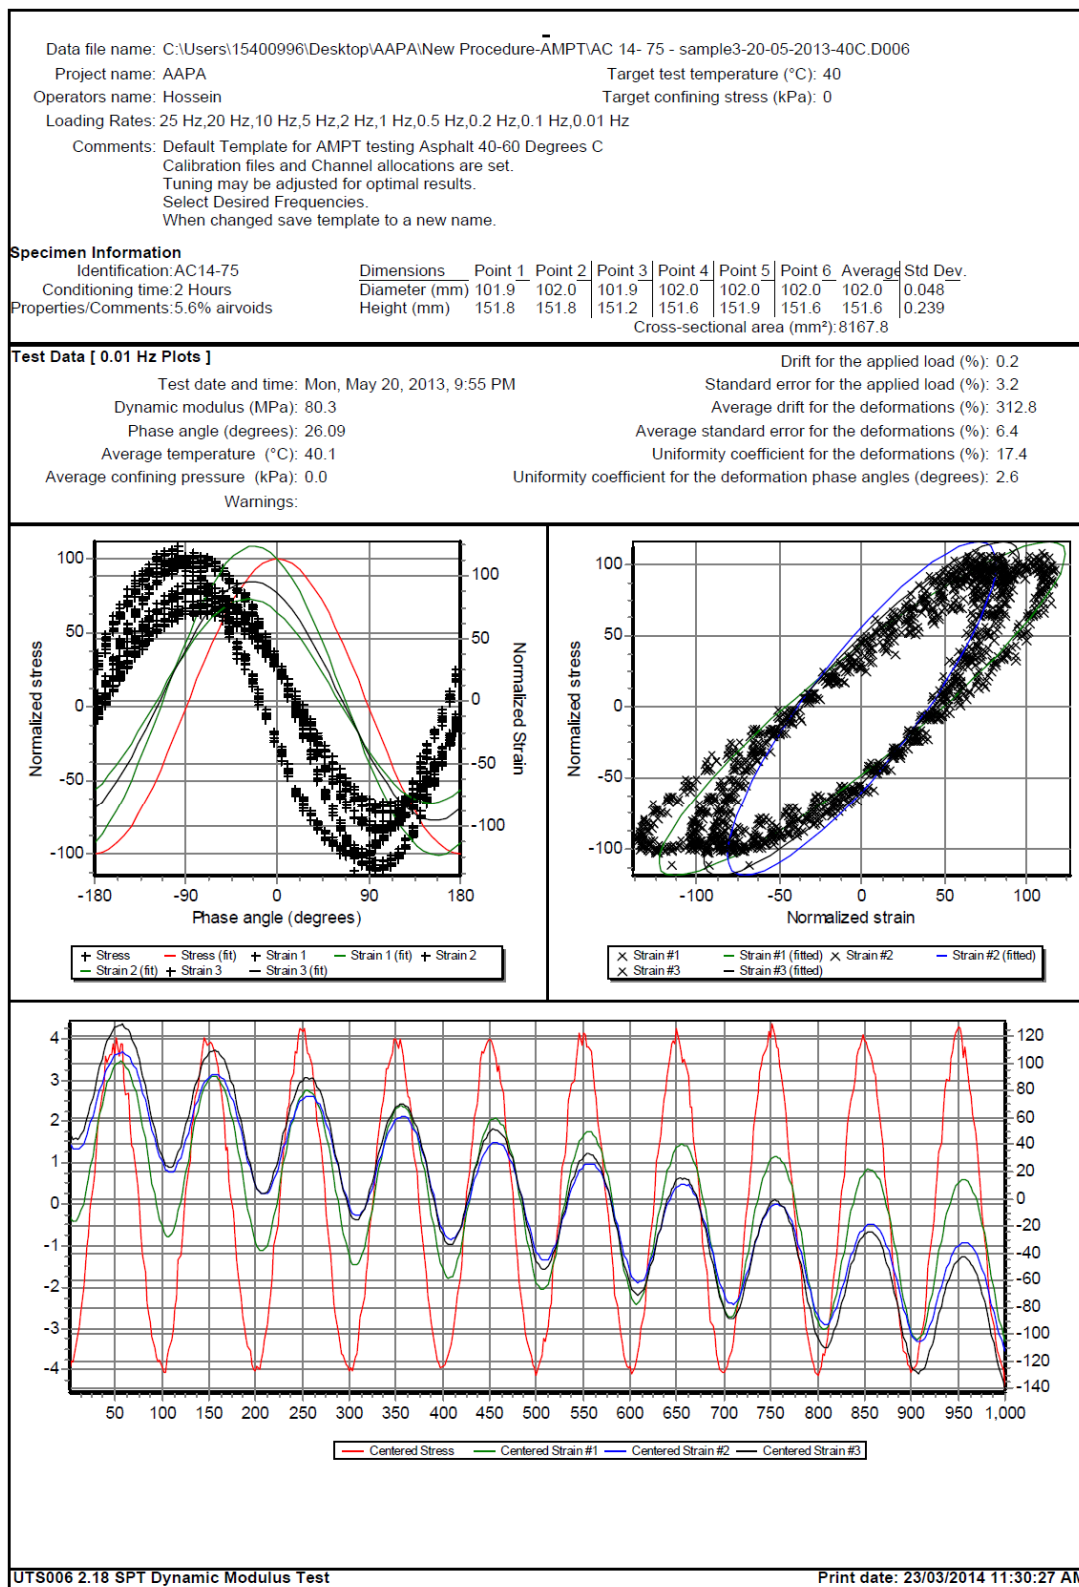 Data file name: C:\Users\15400996\Desktop\AAPA\New Procedure-AMPT\AC 14- 75 - sample3-20-05-2013-40C.D006
Project name: AAPA Target test temperature (°C): 40
Operators name: Hossein Target confining stress (kPa): 0
Loading Rates: 25 Hz,20 Hz,10 Hz,5 Hz,2 Hz,1 Hz,0.5 Hz,0.2 Hz,0.1 Hz,0.01 Hz
Comments: Default Template for AMPT testing Asphalt 40-60 Degrees C
Calibration files and Channel allocations are set.
Tuning may be adjusted for optimal results.
Select Desired Frequencies.
When changed save template to a new name.
Specimen Information
Identification:AC14-75 Dimensions Point 1 Point 2 Point 3 Point 4 Point 5 Point 6 Average Std Dev.
Conditioning time:2 Hours Diameter (mm) 101.9 102.0 101.9 102.0 102.0 102.0 102.0 0.048
Properties/Comments:5.6% airvoids Height (mm) 151.8 151.8 151.2 151.6 151.9 151.6 151.6 0.239
Cross-sectional area (mm²):8167.8
Test Data [ 0.01 Hz Plots ] Drift for the applied load (%): 0.2
Test date and time: Mon, May 20, 2013, 9:55 PM Standard error for the applied load (%): 3.2
Dynamic modulus (MPa): 80.3 Average drift for the deformations (%): 312.8
Phase angle (degrees): 26.09 Average standard error for the deformations (%): 6.4
Average temperature (°C): 40.1 Uniformity coefficient for the deformations (%): 17.4
Average confining pressure (kPa): 0.0 Uniformity coefficient for the deformation phase angles (degrees): 2.6
Warnings:
Normalized stress
100
50
0
-50
-100
100
50
0
-50
-100
Normalized Strain
-180 -90 0 90 180
Phase angle (degrees)
Stress Stress (fit) Strain 1 Strain 1 (fit) Strain 2
Strain 2 (fit) Strain 3 Strain 3 (fit)
Normalized stress
100
50
0
-50
-100
-100 -50 0 50 100
Normalized strain
Strain #1 Strain #1 (fitted) Strain #2 Strain #2 (fitted)
Strain #3 Strain #3 (fitted)
4
3
2
1
0
-1
-2
-3
-4
120
100
80
60
40
20
0
-20
-40
-60
-80
-100
-120
-140
50 100 150 200 250 300 350 400 450 500 550 600 650 700 750 800 850 900 950 1,000
Centered Stress Centered Strain #1 Centered Strain #2 Centered Strain #3
UTS006 2.18 SPT Dynamic Modulus Test Print date: 23/03/2014 11:30:27 AM